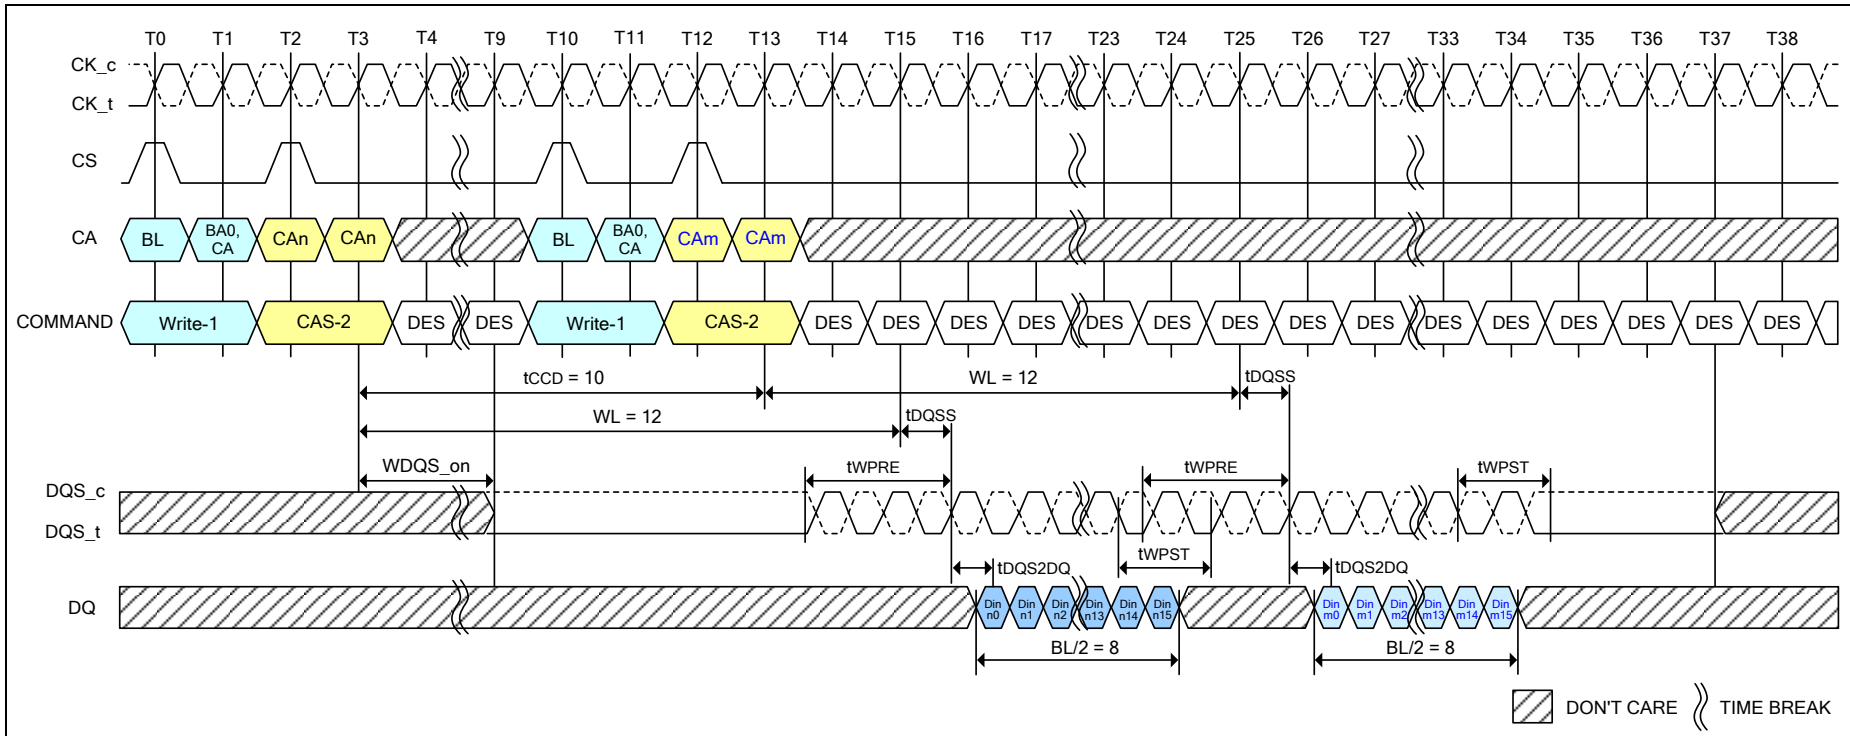 T0 T1 T2 T3 T4 T9 T10 T11 T12 T13 T14 T15 T16 T17 T23 T24 T25 T26 T27 T33 T34 T35 T36 T37 T38
CK_c
CK_t
CS
CA BL BA0, CA CAn CAn BL BA0, CA CAm CAm
COMMAND Write-1 CAS-2 DES DES Write-1 CAS-2 DES DES DES DES DES DES DES DES DES DES DES DES DES DES DES
tCCD = 10 WL = 12 tDQSS
WL = 12 tDQSS
WDQS_on tWPRE tWPRE tWPST
DQS_c
DQS_t
tWPST
tDQS2DQ tDQS2DQ
DQ Din n0 Din n1 Din n2 Din n13 Din n14 Din n15 Din m0 Din m1 Din m2 Din m13 Din m14 Din m15
BL/2 = 8 BL/2 = 8
DON'T CARE TIME BREAK